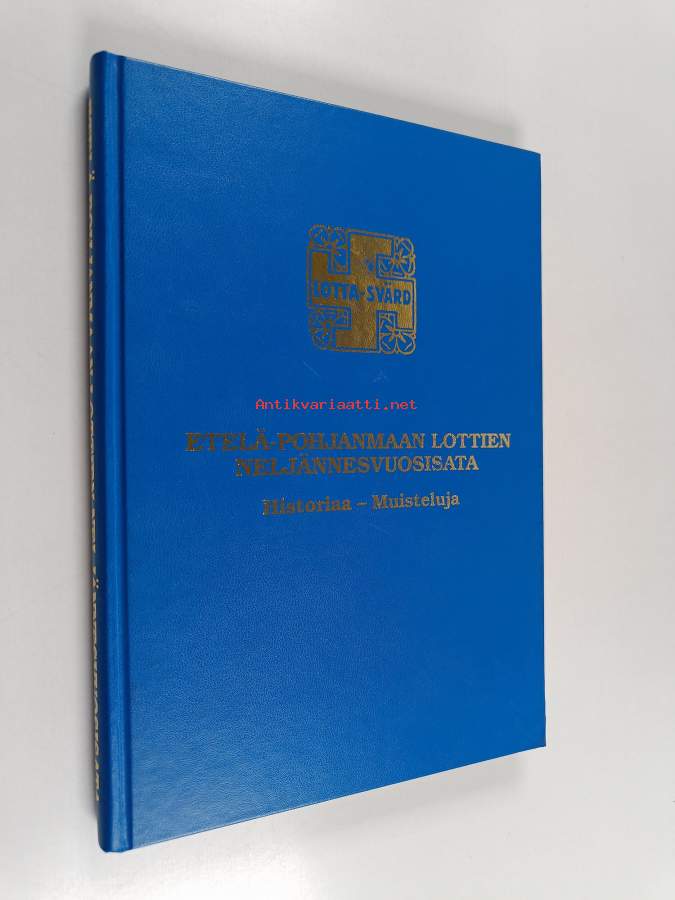 LOTTA-SVÄRD
Antikvariaatti.net
ETELÄ-POHJANMAAN LOTTIEN
NELJÄNNESVUOSISATA
Historiaa – Muisteluja